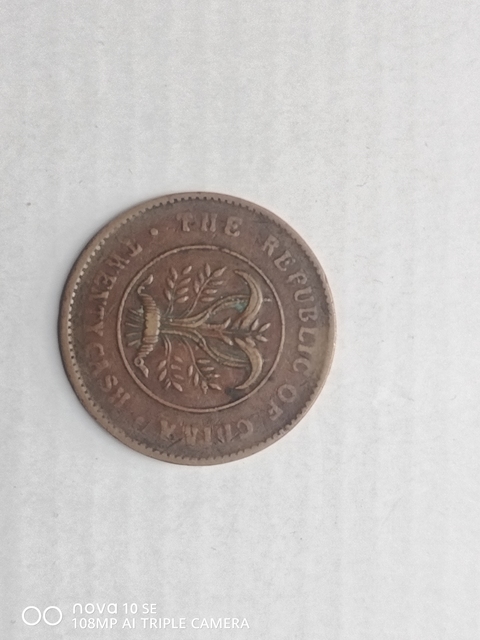 THE REPUBLIC OF CHINA
TWENTY CASH
nova 10 SE
108MP AI TRIPLE CAMERA